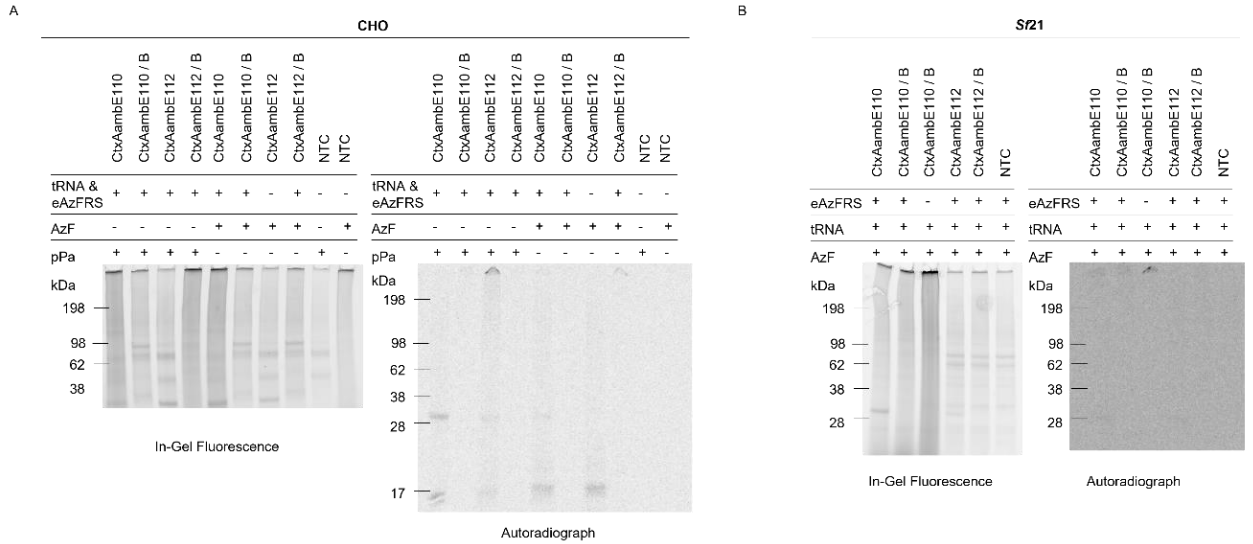 A
CHO
CtxAambE110
CtxAambE110 / B
CtxAambE112
CtxAambE112 / B
CtxAambE110
CtxAambE110 / B
CtxAambE112
CtxAambE112 / B
NTC
NTC
tRNA & eAzFRS + + + + + + - + - -
AzF - - - - + + + + - +
pPa + + + + - - - - + -
kDa
198
98
62
38
In-Gel Fluorescence
CtxAambE110
CtxAambE110 / B
CtxAambE112
CtxAambE112 / B
CtxAambE110
CtxAambE110 / B
CtxAambE112
CtxAambE112 / B
NTC
NTC
tRNA & eAzFRS + + + + + + - + - -
AzF - - - - + + + + - +
pPa + + + + - - - - + -
kDa
198
98
62
38
28
17
Autoradiograph
B
Sf21
CtxAambE110
CtxAambE110 / B
CtxAambE110 / B
CtxAambE112
CtxAambE112 / B
NTC
eAzFRS + + - + + +
tRNA + + + + + +
AzF + + + + + +
kDa
198
98
62
38
28
In-Gel Fluorescence
CtxAambE110
CtxAambE110 / B
CtxAambE110 / B
CtxAambE112
CtxAambE112 / B
NTC
eAzFRS + + - + + +
tRNA + + + + + +
AzF + + + + + +
kDa
198
98
62
38
28
Autoradiograph